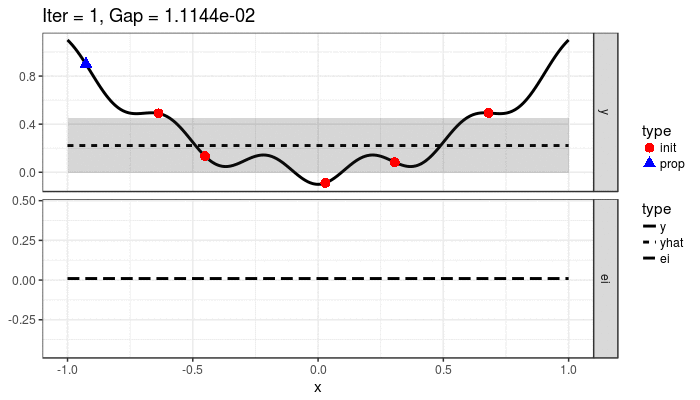 Iter = 1, Gap = 1.1144e-02
0.8
0.4
0.0
y
0.50
0.25
0.00
-0.25
ei
-1.0 -0.5 0.0 0.5 1.0
x
type
init
prop
type
y
yhat
ei